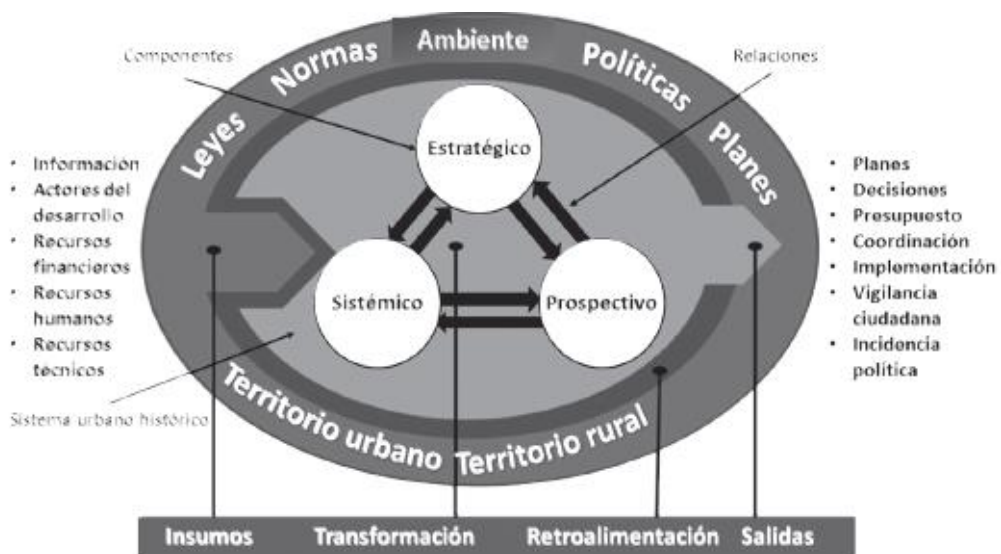 Componentes
Leyes
Normas
Ambiente
Políticas
Planes
Relaciones
• Información
• Actores del
desarrollo
• Recursos
financieros
• Recursos
humanos
• Recursos
técnicos
Estratégico
Sistémico
Prospectivo
• Planes
• Decisiones
• Presupuesto
• Coordinación
• Implementación
• Vigilancia
ciudadana
• Incidencia
política
Sistema urbano histórico
Territorio urbano
Territorio rural
Insumos
Transformación
Retroalimentación
Salidas